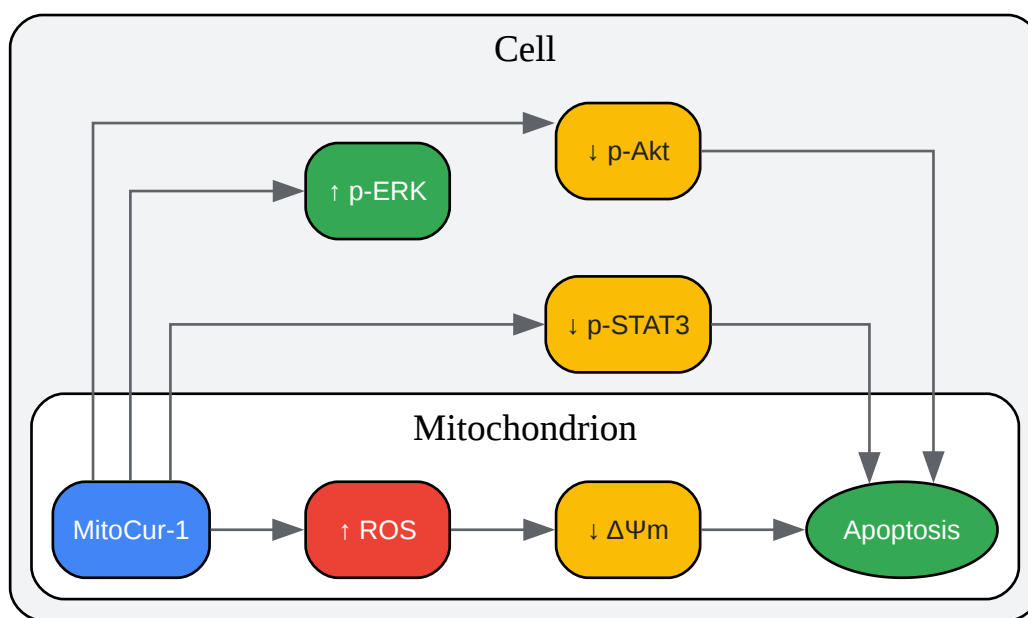 Cell
↓ p-Akt
↑ p-ERK
↓ p-STAT3
Mitochondrion
MitoCur-1
↑ ROS
↓ ΔΨm
Apoptosis